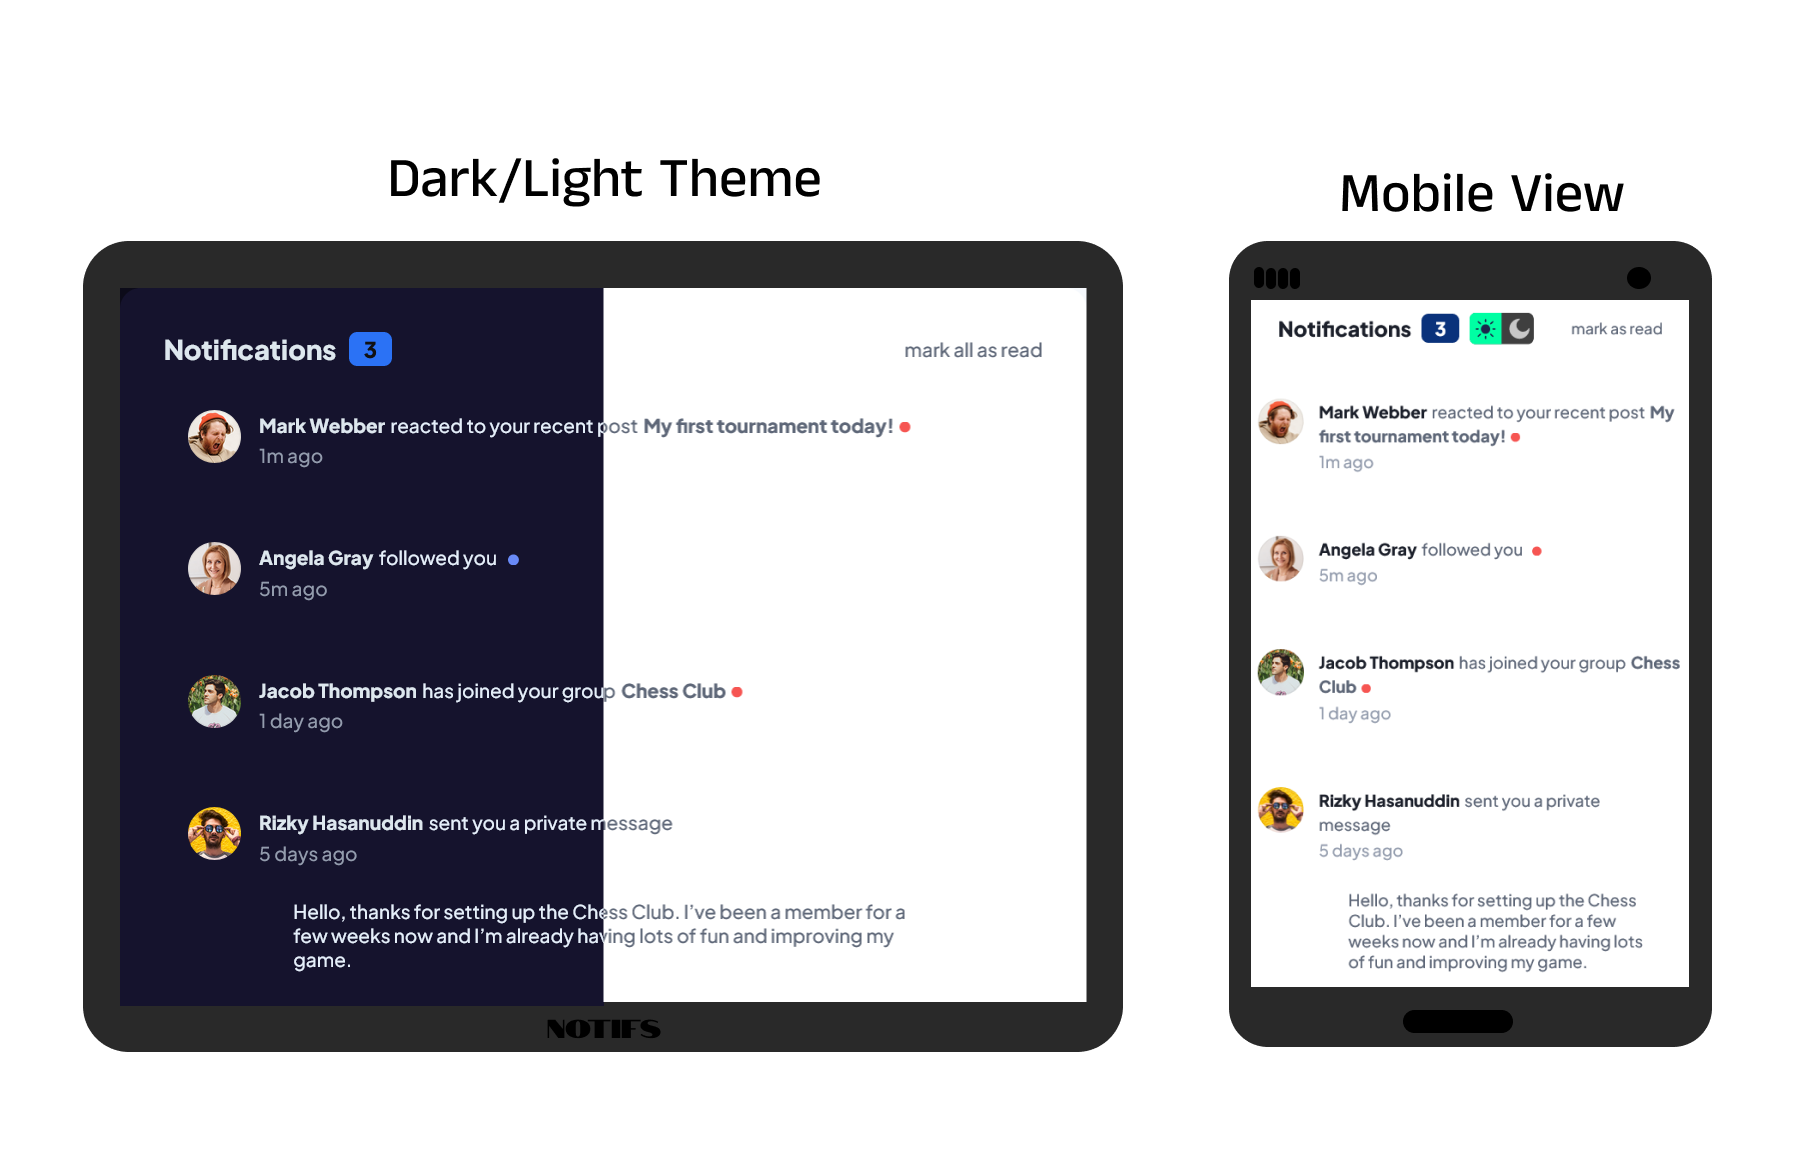 Dark/Light Theme
Notifications 3
mark all as read
Mark Webber reacted to your recent post My first tournament today!
1m ago
Angela Gray followed you
5m ago
Jacob Thompson has joined your group Chess Club
1 day ago
Rizky Hasanuddin sent you a private message
5 days ago
Hello, thanks for setting up the Chess Club. I’ve been a member for a
few weeks now and I’m already having lots of fun and improving my
game.
NOTIFS
Mobile View
Notifications 3
mark as read
Mark Webber reacted to your recent post My
first tournament today!
1m ago
Angela Gray followed you
5m ago
Jacob Thompson has joined your group Chess
Club
1 day ago
Rizky Hasanuddin sent you a private
message
5 days ago
Hello, thanks for setting up the Chess
Club. I’ve been a member for a few
weeks now and I’m already having lots
of fun and improving my game.